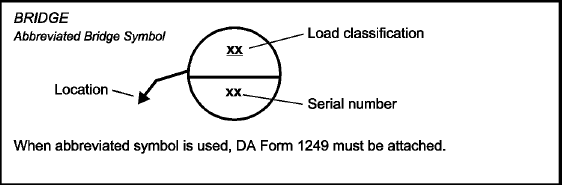 BRIDGE
Abbreviated Bridge Symbol
xx
Load classification
Location
xx
Serial number
When abbreviated symbol is used, DA Form 1249 must be attached.